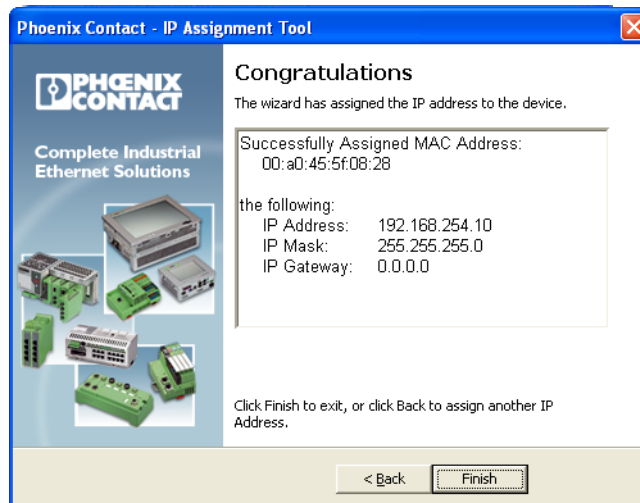 Phoenix Contact - IP Assignment Tool
PHŒNIX
CONTACT
Complete Industrial
Ethernet Solutions
Congratulations
The wizard has assigned the IP address to the device.
Successfully Assigned MAC Address:
00:a0:45:5f:08:28
the following:
IP Address: 192.168.254.10
IP Mask: 255.255.255.0
IP Gateway: 0.0.0.0
Click Finish to exit, or click Back to assign another IP
Address.
< Back
Finish